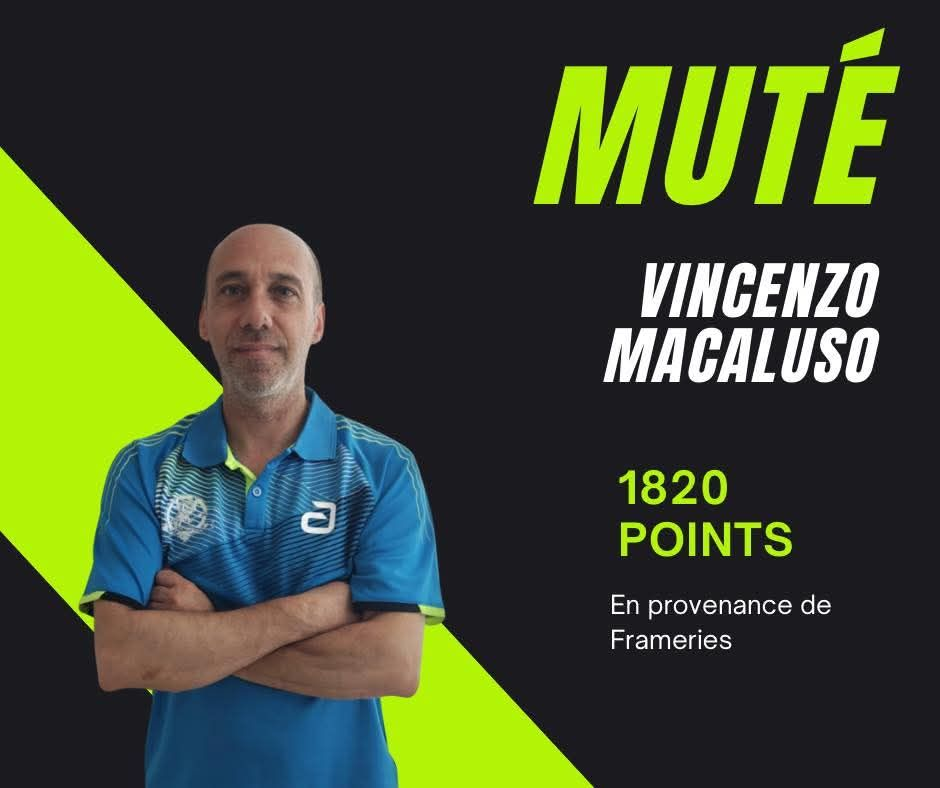 MUTÉ
VINCENZO
MACALUSO
1820
POINTS
En provenance de
Frameries